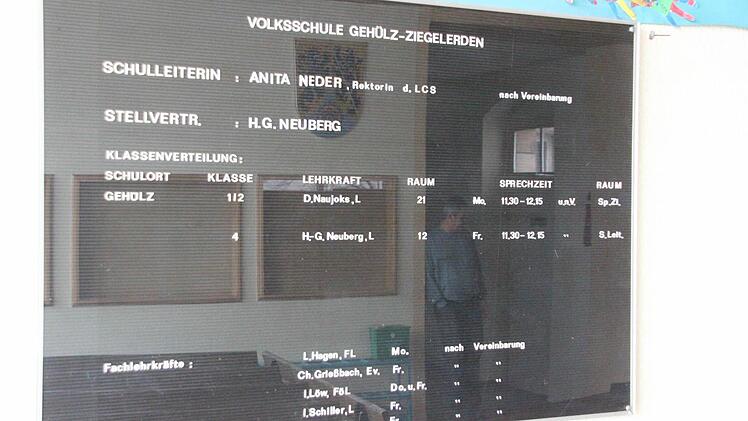 VOLKSSCHULE GEHÜLZ-ZIEGELERDEN
SCHULLEITERIN : ANITA NEDER, Rektorin d. LCS nach Vereinbarung
STELLVERTR. : H.G. NEUBERG
KLASSENVERTEILUNG:
SCHULORT KLASSE LEHRKRAFT RAUM SPRECHZEIT RAUM
GEHÜLZ 1/2 D.Naujoks, L 21 Mo. 11.30-12.15 u.n.V. Sp.Zi.
4 H.-G. Neuberg, L 12 Fr. 11.30-12.15 " S.Leit.
Fachlehrkräfte : L.Hagen, FL Mo. nach Vereinbarung
Ch.Grießbach, Ev. Fr. " "
I.Löw, FöL Do.u.Fr. " "
I.Schiller, L Fr. " "
Fr.